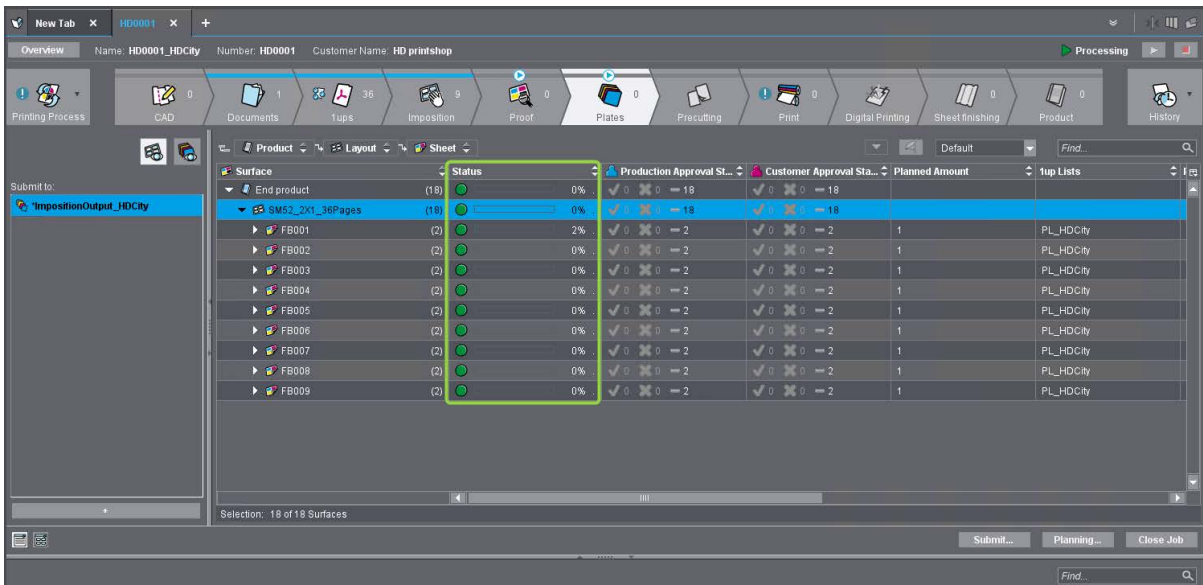 New Tab × HD0001 × +
Overview Name: HD0001_HDCity Number: HD0001 Customer Name: HD printshop Processing
0 1 36 9 0 0 0 0 0
Printing Process CAD Documents 1ups Imposition Proof Plates Precutting Print Digital Printing Sheet finishing Product History
Product Layout Sheet Default Find...
Surface Status Production Approval St... Customer Approval Sta... Planned Amount 1up Lists
Submit to:
*ImpositionOutput_HDCity
End product (18) 0% 0 0 18 0 0 18
SM52_2X1_36Pages (18) 0% 0 0 18 0 0 18
FB001 (2) 2% 0 0 2 0 0 2 1 PL_HDCity
FB002 (2) 0% 0 0 2 0 0 2 1 PL_HDCity
FB003 (2) 0% 0 0 2 0 0 2 1 PL_HDCity
FB004 (2) 0% 0 0 2 0 0 2 1 PL_HDCity
FB005 (2) 0% 0 0 2 0 0 2 1 PL_HDCity
FB006 (2) 0% 0 0 2 0 0 2 1 PL_HDCity
FB007 (2) 0% 0 0 2 0 0 2 1 PL_HDCity
FB008 (2) 0% 0 0 2 0 0 2 1 PL_HDCity
FB009 (2) 0% 0 0 2 0 0 2 1 PL_HDCity
Selection: 18 of 18 Surfaces
Submit... Planning... Close Job
Find...